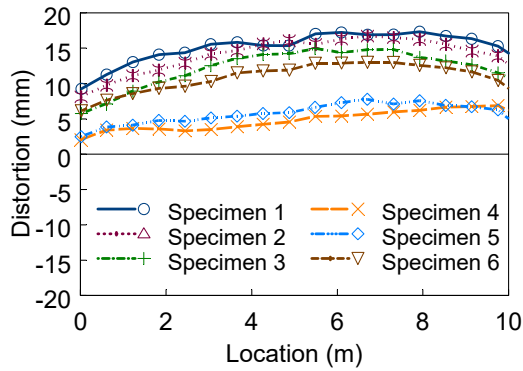 20
15
10
5
0
-5
-10
-15
-20
Distortion (mm)
Specimen 1
Specimen 2
Specimen 3
Specimen 4
Specimen 5
Specimen 6
0 2 4 6 8 10
Location (m)